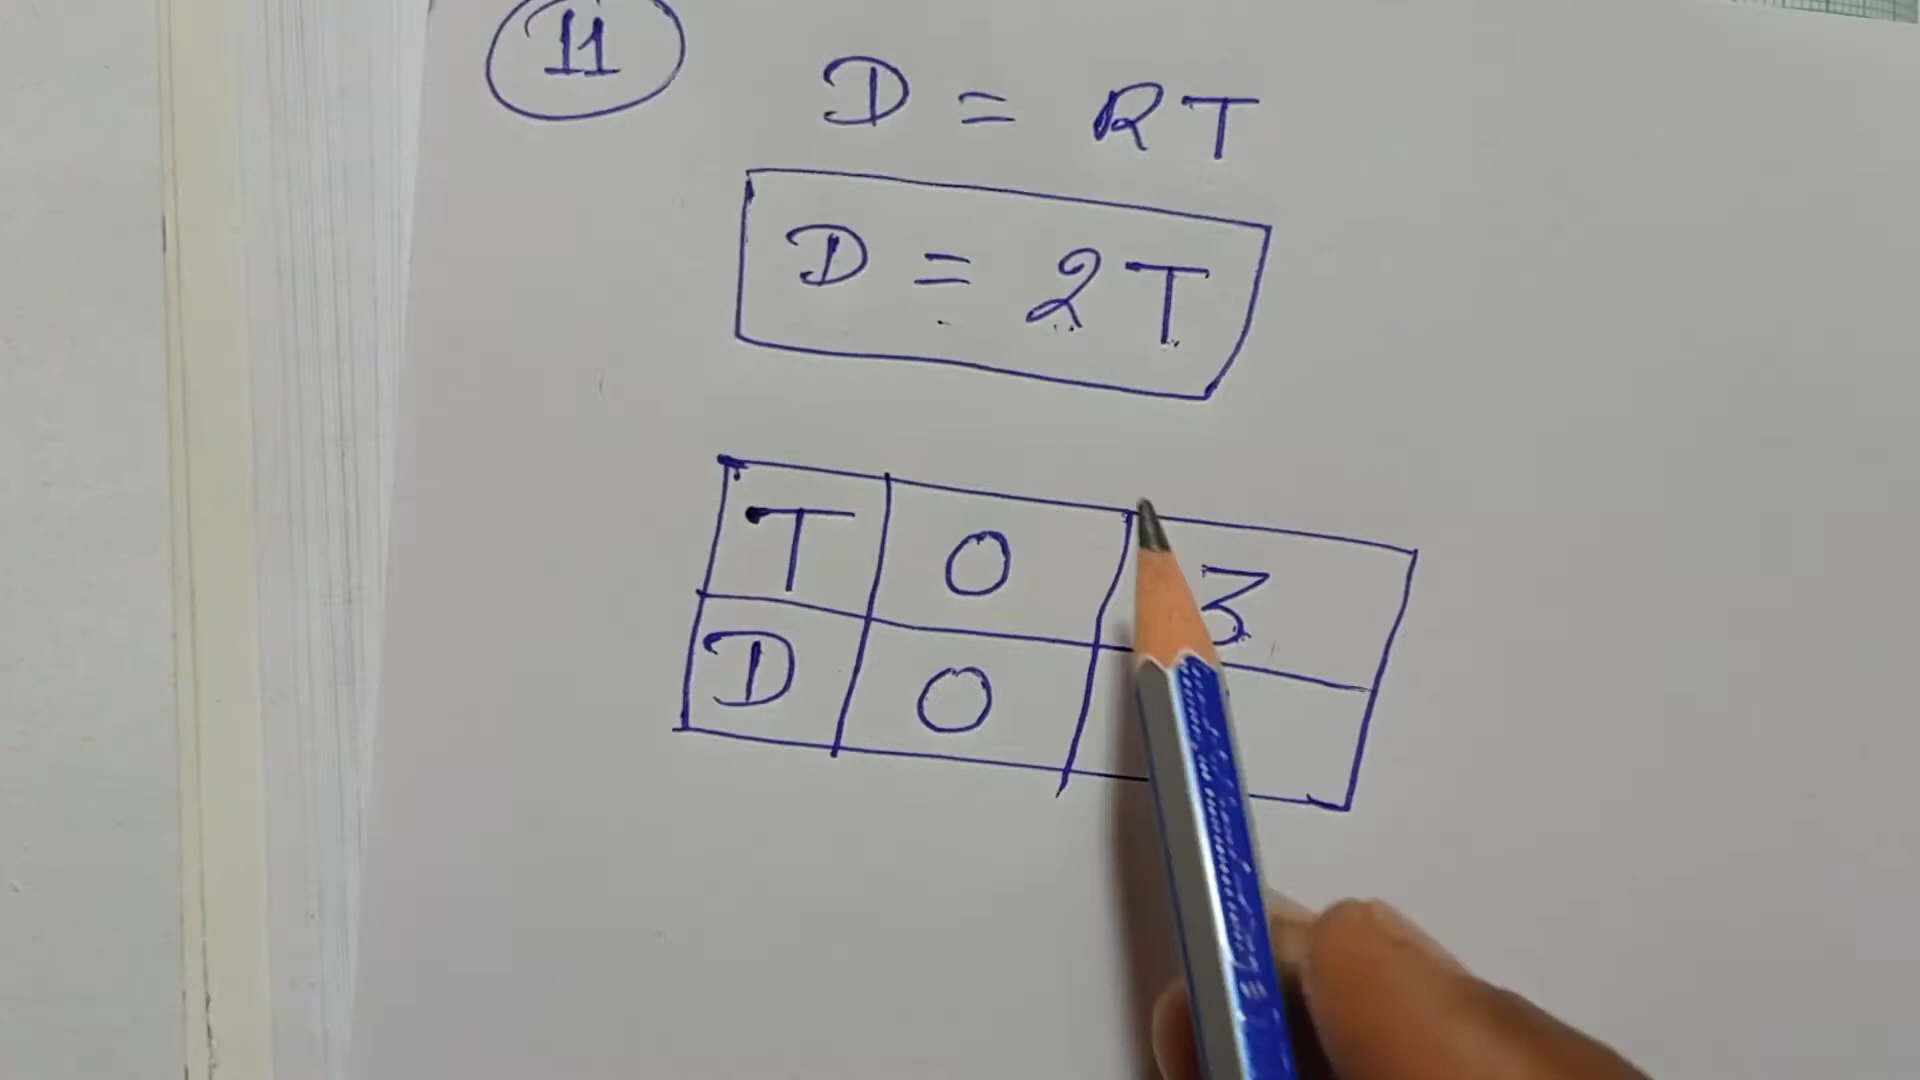 11
D = RT
D = 2T
T 0 3
D 0